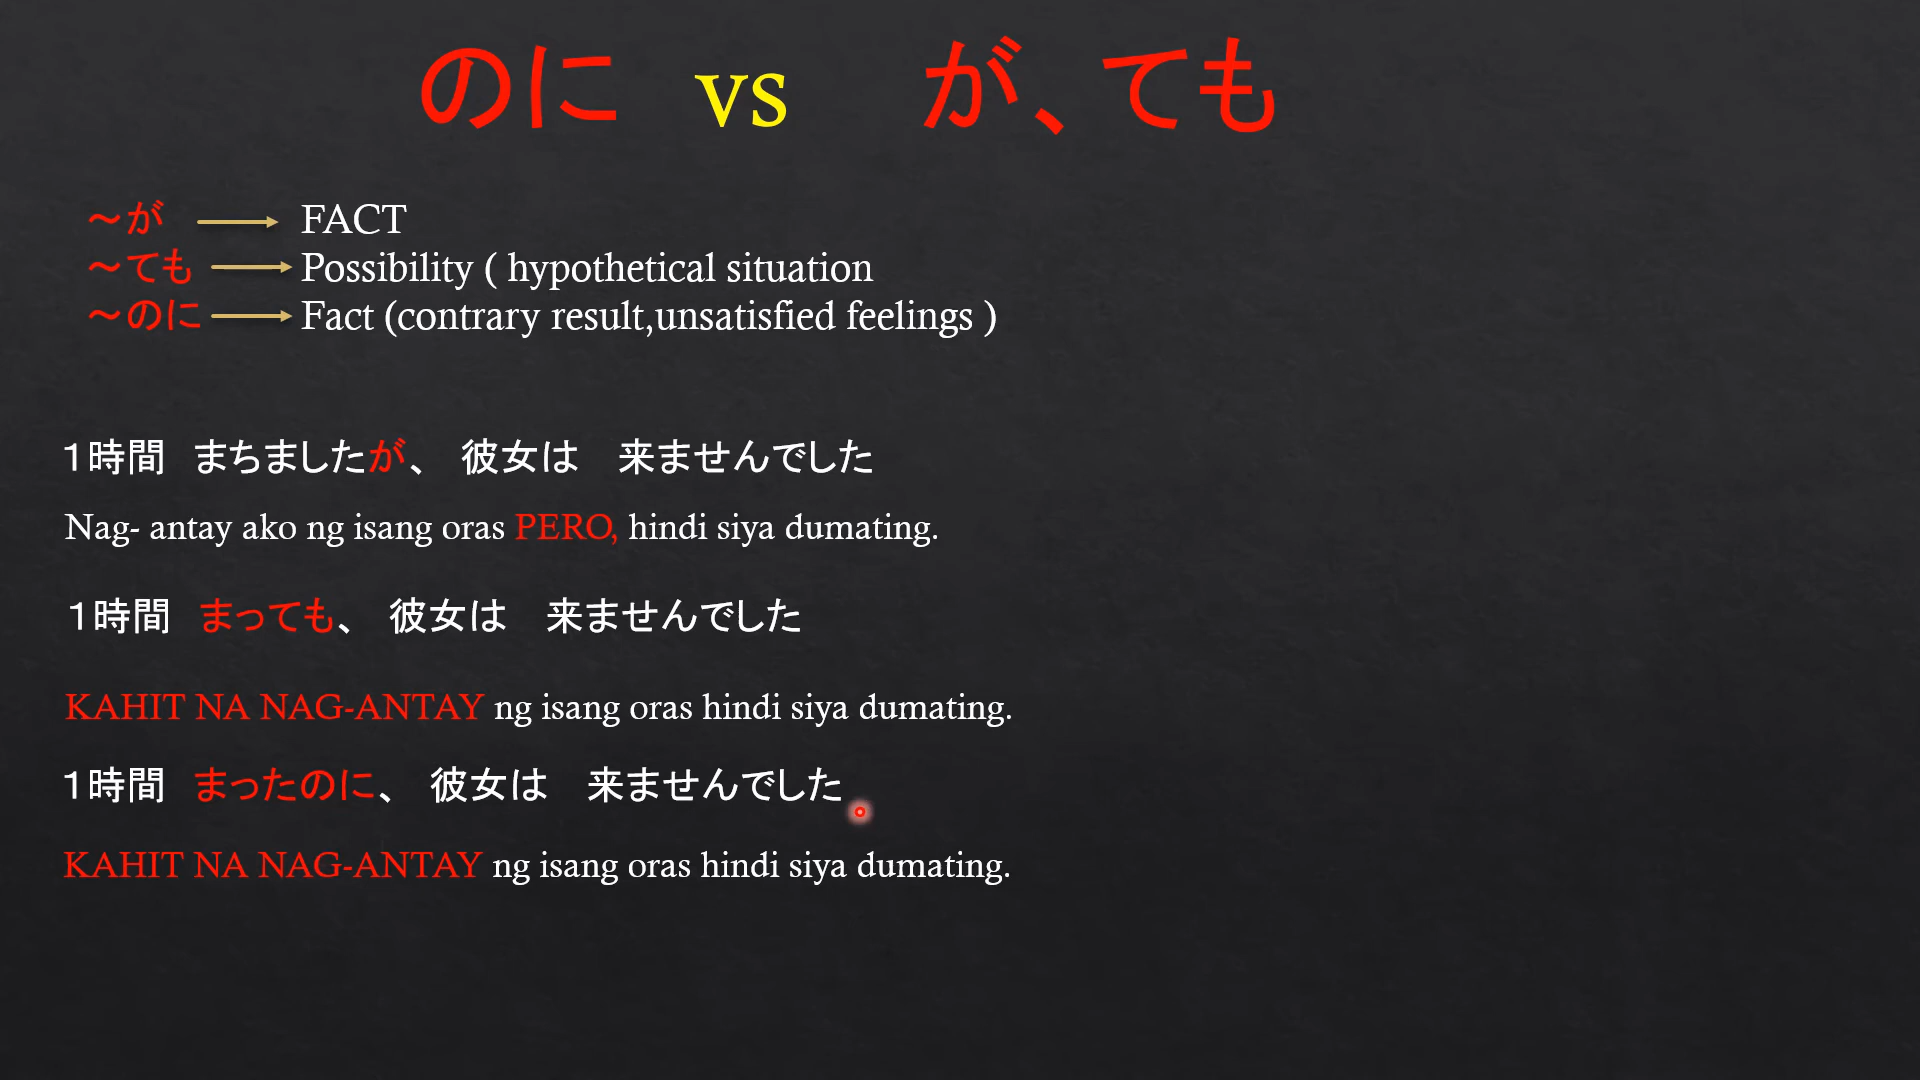 のに vs が、ても
～が FACT
～ても Possibility ( hypothetical situation
～のに Fact (contrary result,unsatisfied feelings )
１時間　まちましたが、　彼女は　来ませんでした
Nag- antay ako ng isang oras PERO, hindi siya dumating.
１時間　まっても、　彼女は　来ませんでした
KAHIT NA NAG-ANTAY ng isang oras hindi siya dumating.
１時間　まったのに、　彼女は　来ませんでした
KAHIT NA NAG-ANTAY ng isang oras hindi siya dumating.